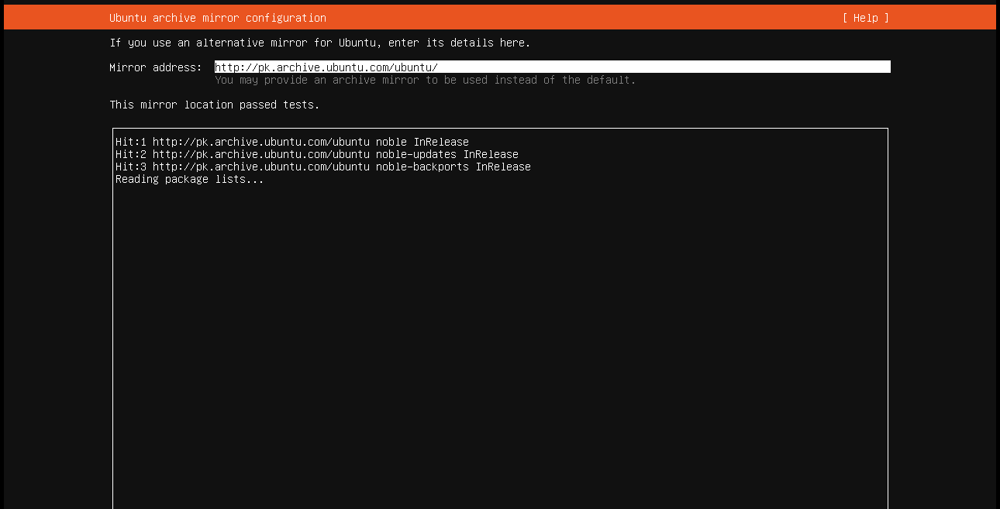 Ubuntu archive mirror configuration [ Help ]
If you use an alternative mirror for Ubuntu, enter its details here.
Mirror address: http://pk.archive.ubuntu.com/ubuntu/
You may provide an archive mirror to be used instead of the default.
This mirror location passed tests.
Hit:1 http://pk.archive.ubuntu.com/ubuntu noble InRelease
Hit:2 http://pk.archive.ubuntu.com/ubuntu noble-updates InRelease
Hit:3 http://pk.archive.ubuntu.com/ubuntu noble-backports InRelease
Reading package lists...